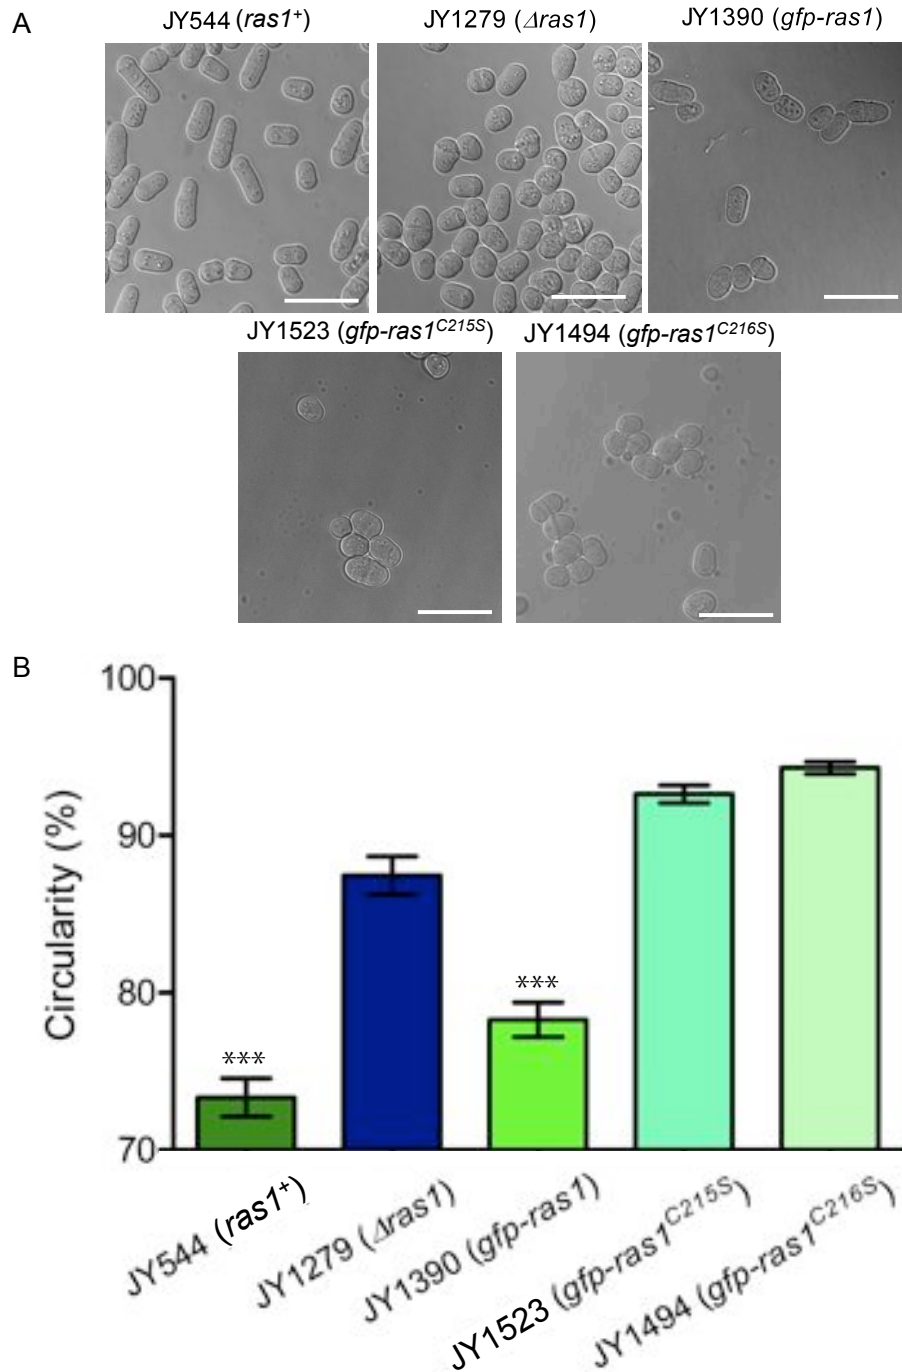 A
JY544 (ras1⁺)
JY1279 (Δras1)
JY1390 (gfp-ras1)
JY1523 (gfp-ras1ᶜ²¹⁵ˢ)
JY1494 (gfp-ras1ᶜ²¹⁶ˢ)
B
Circularity (%)
100
90
80
70
***
***
JY544 (ras1⁺)
JY1279 (Δras1)
JY1390 (gfp-ras1)
JY1523 (gfp-ras1ᶜ²¹⁵ˢ)
JY1494 (gfp-ras1ᶜ²¹⁶ˢ)